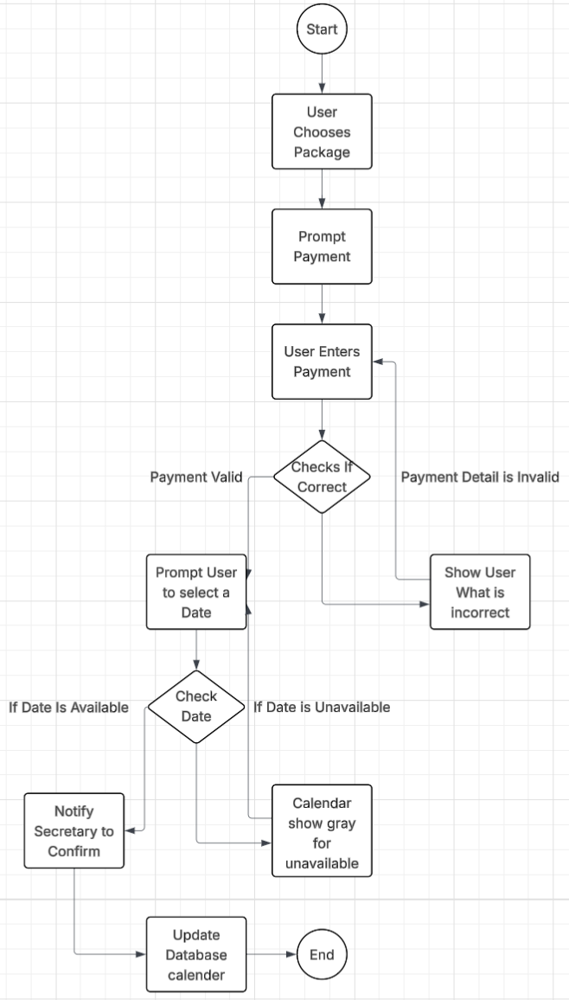 Start
User
Chooses
Package
Prompt
Payment
User Enters
Payment
Checks If
Correct
Payment Valid
Payment Detail is Invalid
Prompt User
to select a
Date
Show User
What is
incorrect
Check
Date
If Date Is Available
If Date is Unavailable
Notify
Secretary to
Confirm
Calendar
show gray
for
unavailable
Update
Database
calender
End